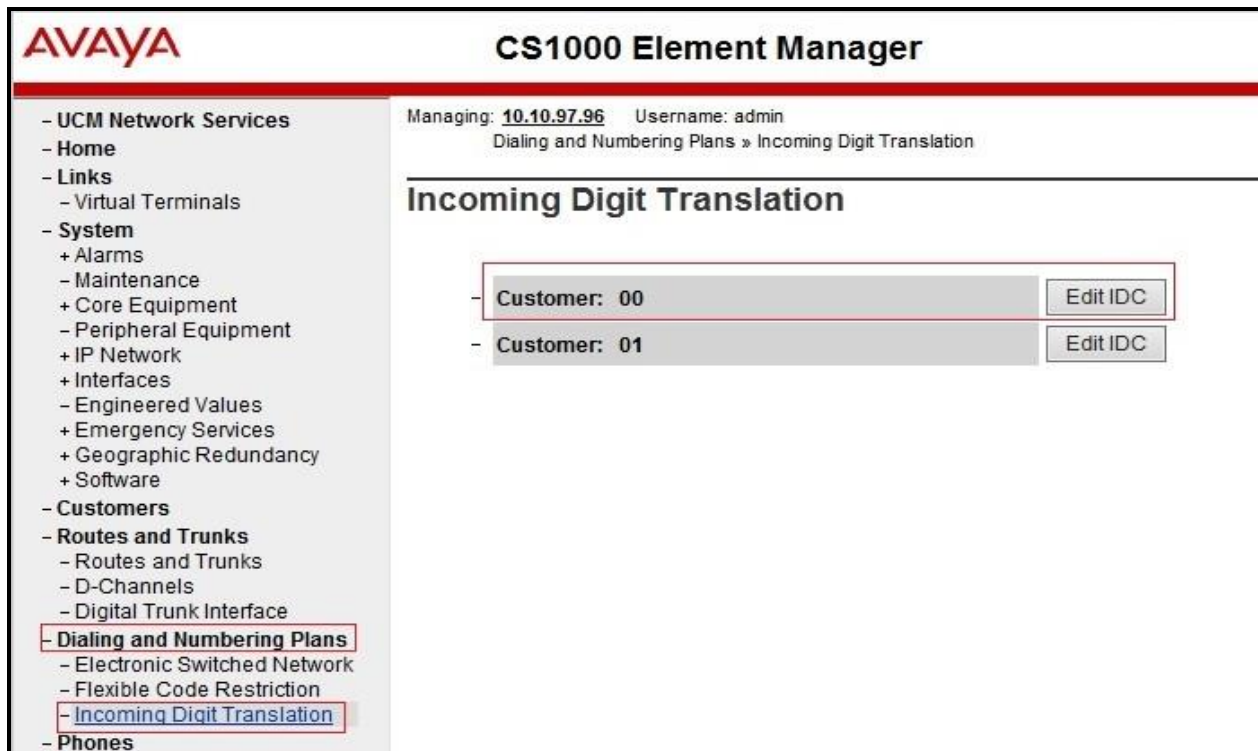 AVAYA
CS1000 Element Manager
- UCM Network Services
- Home
- Links
- Virtual Terminals
- System
+ Alarms
- Maintenance
+ Core Equipment
- Peripheral Equipment
+ IP Network
+ Interfaces
- Engineered Values
+ Emergency Services
+ Geographic Redundancy
+ Software
- Customers
- Routes and Trunks
- Routes and Trunks
- D-Channels
- Digital Trunk Interface
- Dialing and Numbering Plans
- Electronic Switched Network
- Flexible Code Restriction
- Incoming Digit Translation
- Phones
Managing: 10.10.97.96 Username: admin
Dialing and Numbering Plans » Incoming Digit Translation
Incoming Digit Translation
- Customer: 00 Edit IDC
- Customer: 01 Edit IDC